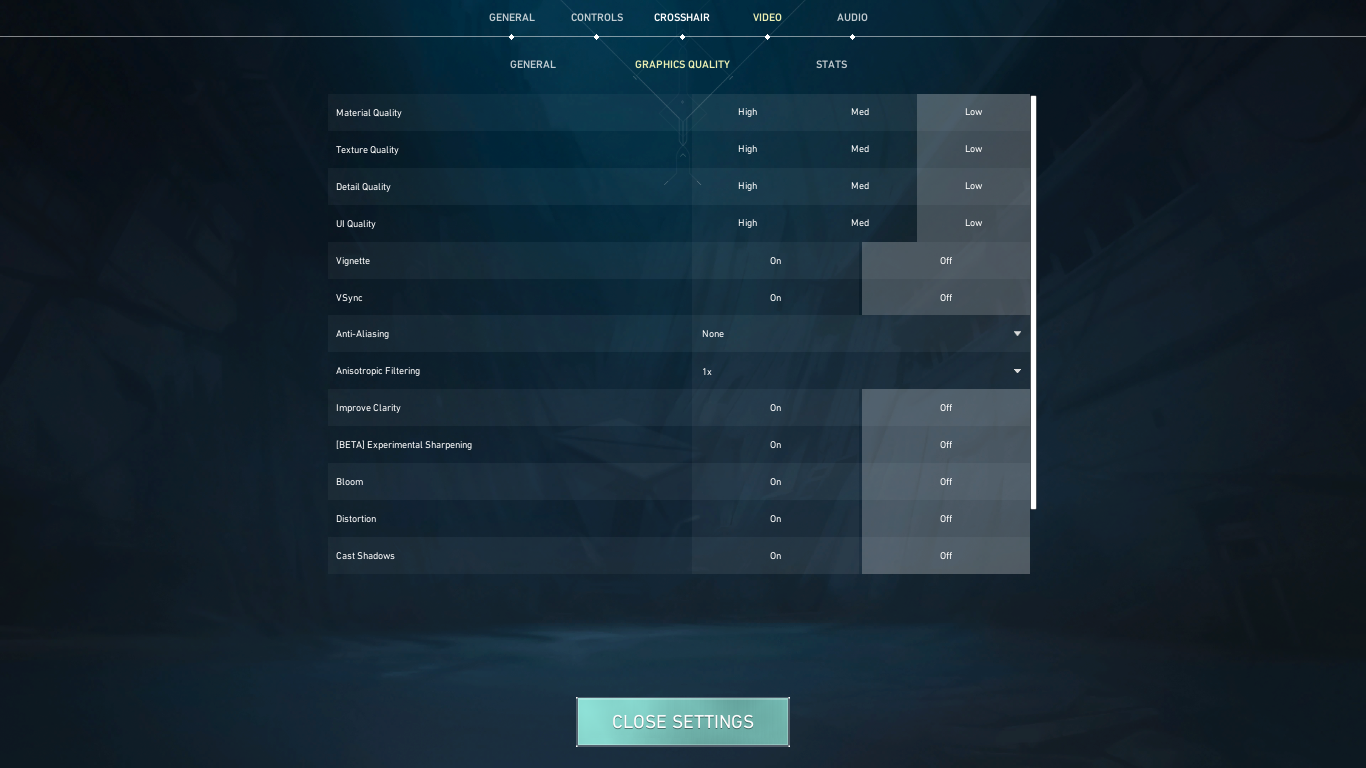 GENERAL CONTROLS CROSSHAIR VIDEO AUDIO
GENERAL GRAPHICS QUALITY STATS
Material Quality High Med Low
Texture Quality High Med Low
Detail Quality High Med Low
UI Quality High Med Low
Vignette On Off
VSync On Off
Anti-Aliasing None
Anisotropic Filtering 1x
Improve Clarity On Off
[BETA] Experimental Sharpening On Off
Bloom On Off
Distortion On Off
Cast Shadows On Off
CLOSE SETTINGS